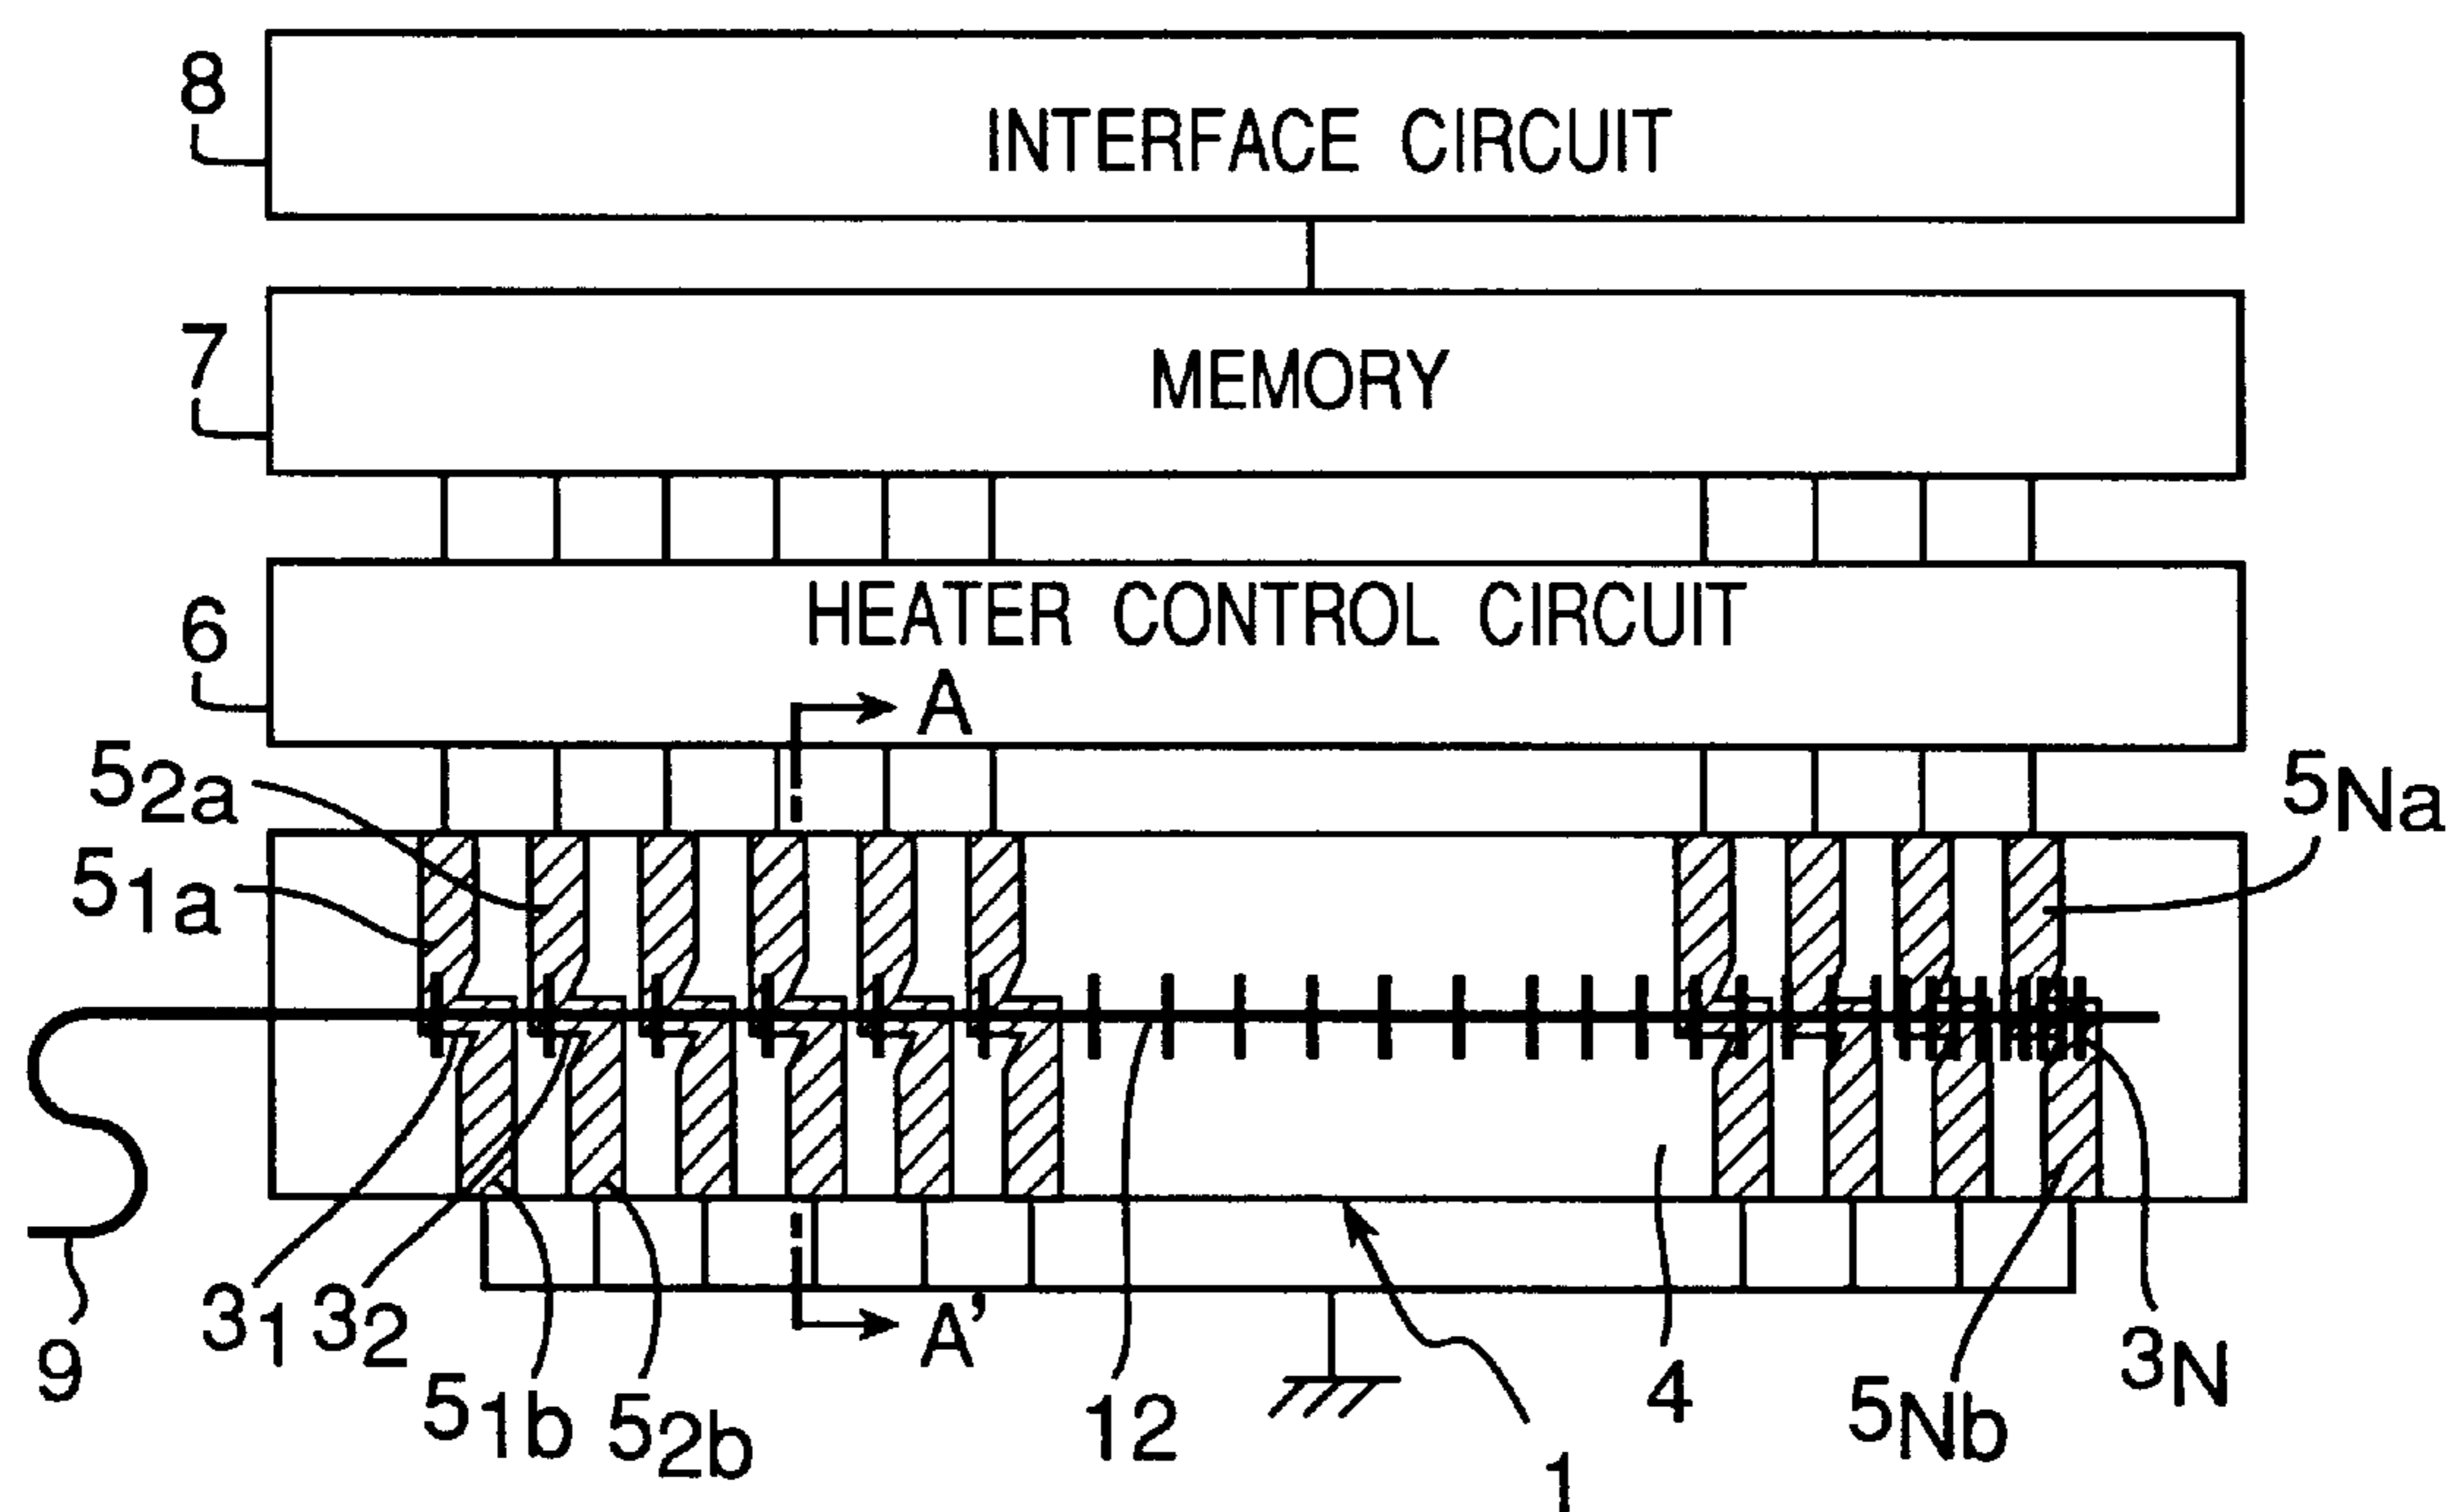 8
INTERFACE CIRCUIT
7
MEMORY
6
HEATER CONTROL CIRCUIT
A
52a
5Na
51a
9
31
32
A'
51b
52b
12
1
4
5Nb
3N